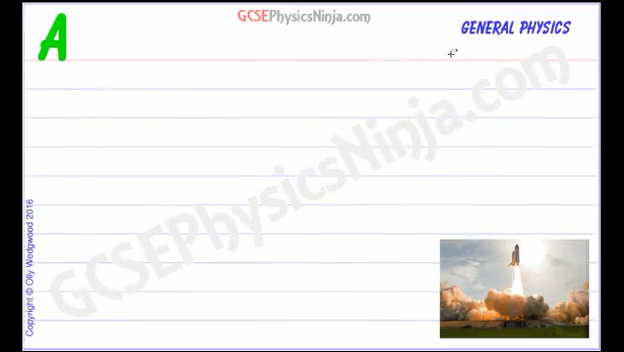 A
GCSEPhysicsNinja.com
GENERAL PHYSICS
GCSEPhysicsNinja.com
Copyright © Olly Wedgwood 2016